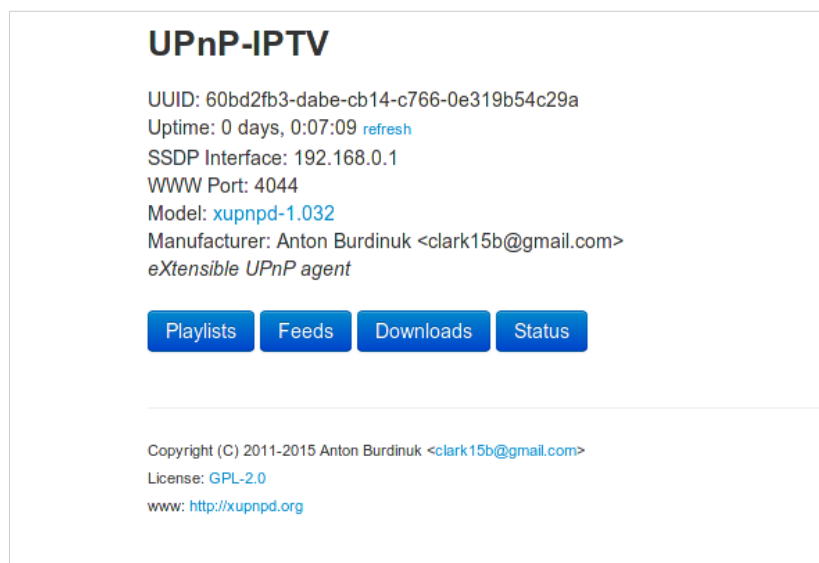 UPnP-IPTV
UUID: 60bd2fb3-dabe-cb14-c766-0e319b54c29a
Uptime: 0 days, 0:07:09 refresh
SSDP Interface: 192.168.0.1
WWW Port: 4044
Model: xupnpd-1.032
Manufacturer: Anton Burdinuk <clark15b@gmail.com>
eXtensible UPnP agent
Playlists Feeds Downloads Status
Copyright (C) 2011-2015 Anton Burdinuk <clark15b@gmail.com>
License: GPL-2.0
www: http://xupnpd.org